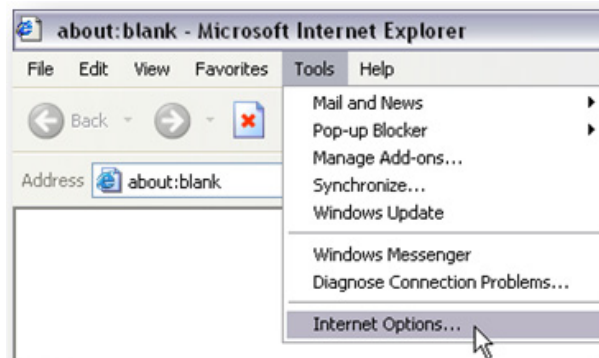 about:blank - Microsoft Internet Explorer
File Edit View Favorites Tools Help
Mail and News
Back
Pop-up Blocker
Manage Add-ons...
Address about:blank
Synchronize...
Windows Update
Windows Messenger
Diagnose Connection Problems...
Internet Options...